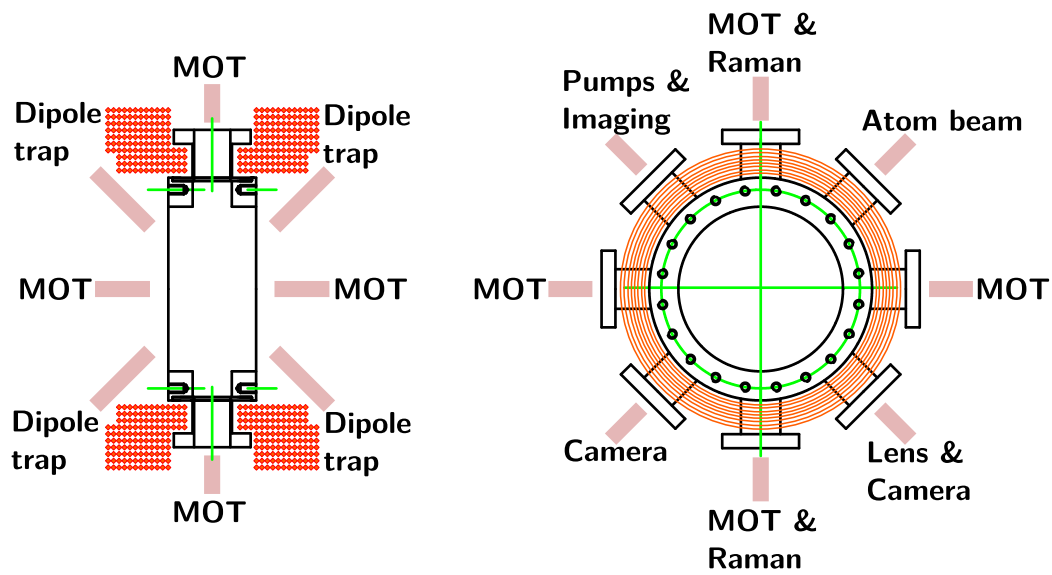 MOT
Dipole
trap
Dipole
trap
MOT
MOT
Dipole
trap
Dipole
trap
MOT
MOT &
Raman
Pumps &
Imaging
Atom beam
MOT
MOT
Camera
Lens &
Camera
MOT &
Raman